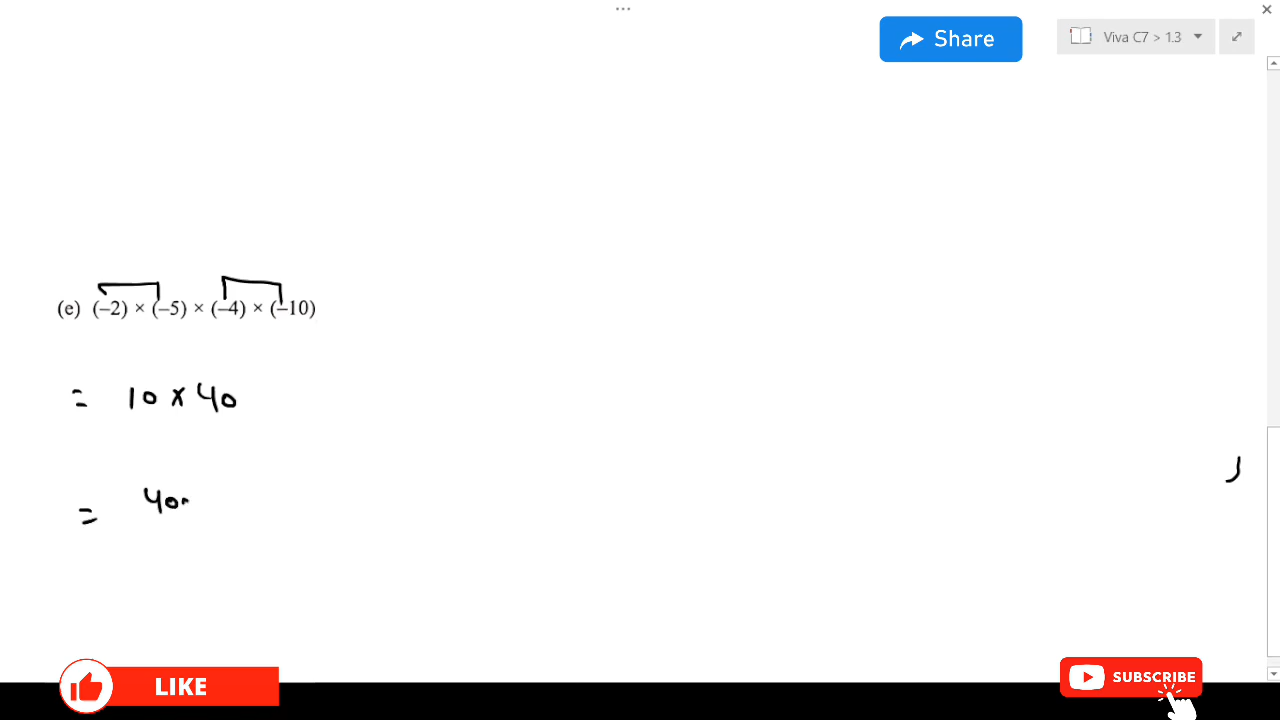 ...
Share
Viva C7 > 1.3
(e) (–2) × (–5) × (–4) × (–10)
= 10 × 40
= 40
LIKE
SUBSCRIBE